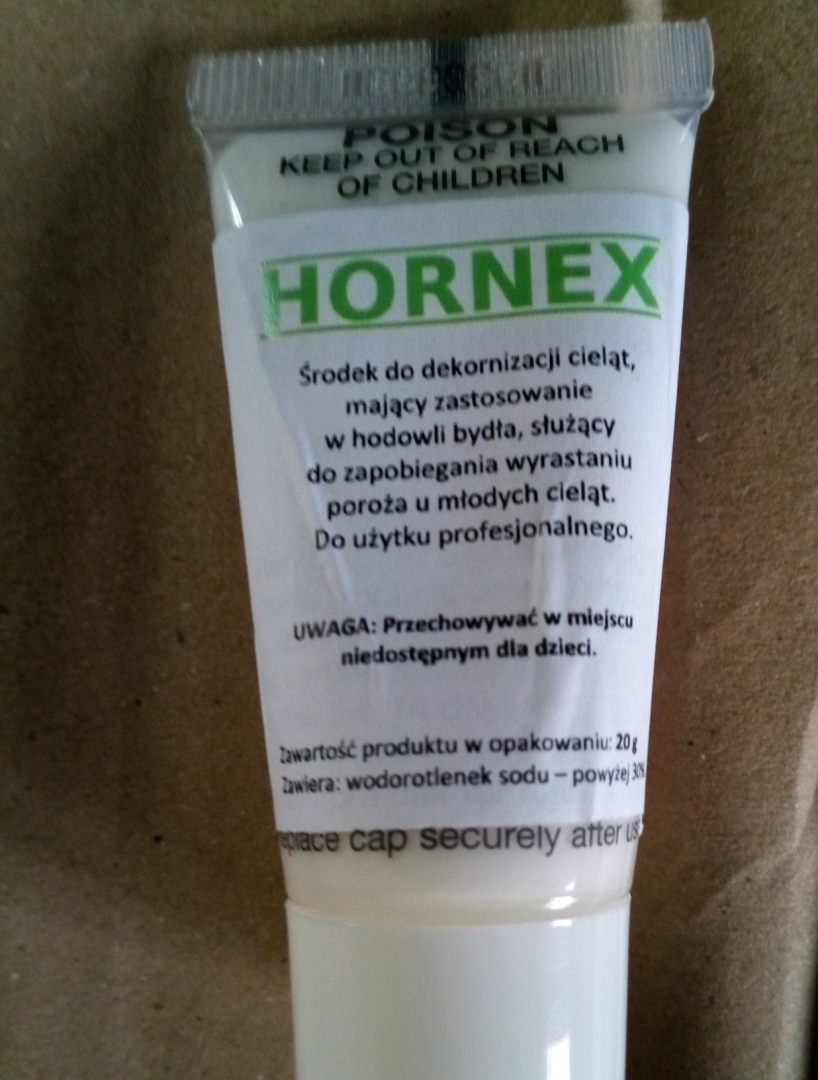 POISON
KEEP OUT OF REACH
OF CHILDREN
HORNEX
Środek do dekornizacji cieląt,
mający zastosowanie
w hodowli bydła, służący
do zapobiegania wyrastaniu
poroża u młodych cieląt.
Do użytku profesjonalnego.
UWAGA: Przechowywać w miejscu
niedostępnym dla dzieci.
Zawartość produktu w opakowaniu: 20 g
Zawiera: wodorotlenek sodu – powyżej 30%
eplace cap securely after us